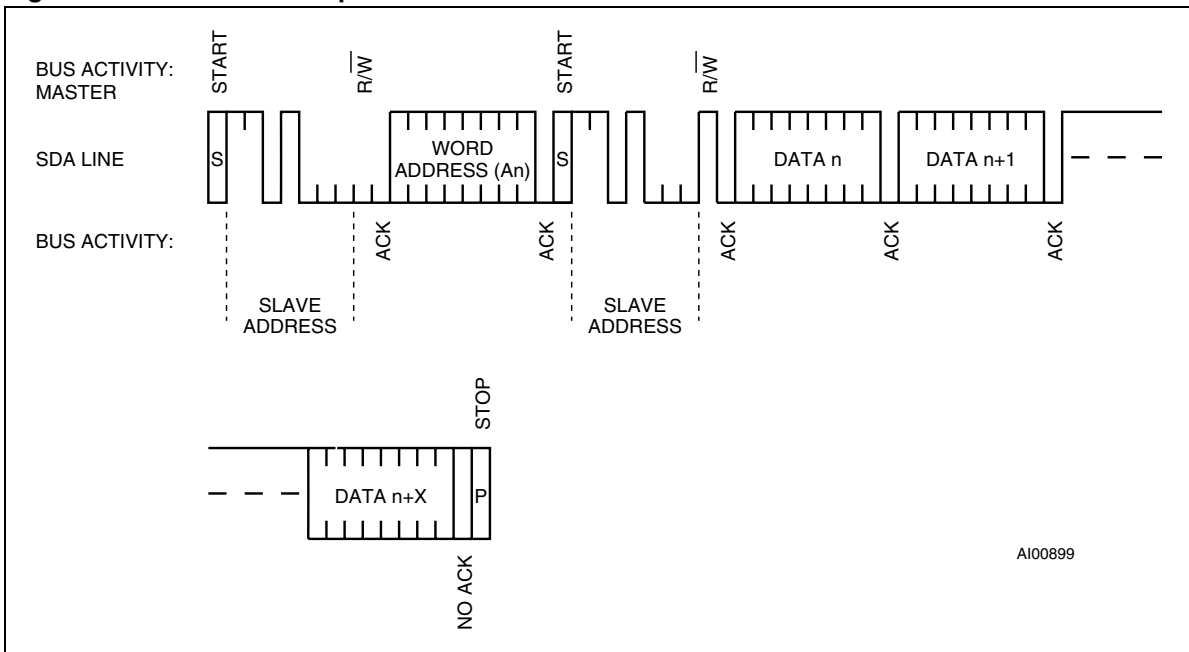 BUS ACTIVITY:
MASTER
START
R/W
START
R/W
SDA LINE
S
WORD
ADDRESS (An)
S
DATA n
DATA n+1
BUS ACTIVITY:
ACK
ACK
ACK
ACK
ACK
SLAVE
ADDRESS
SLAVE
ADDRESS
STOP
DATA n+X
P
NO ACK
AI00899